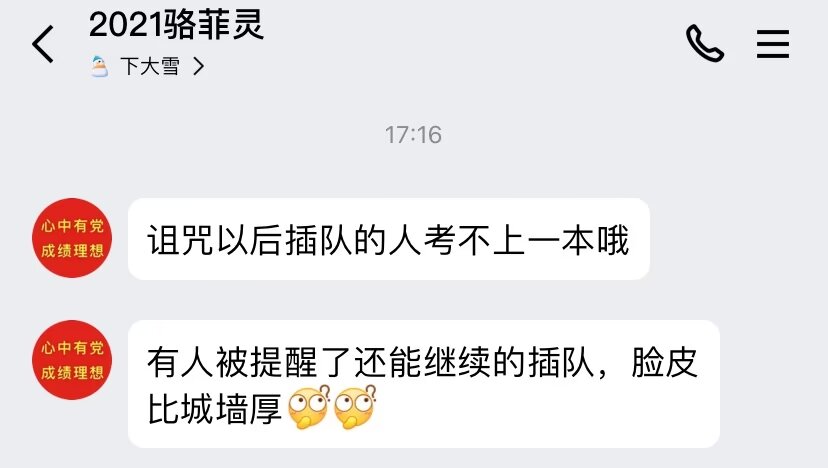 2021骆菲灵
下大雪
17:16
心中有党
成绩理想
诅咒以后插队的人考不上一本哦
心中有党
成绩理想
有人被提醒了还能继续的插队，脸皮
比城墙厚